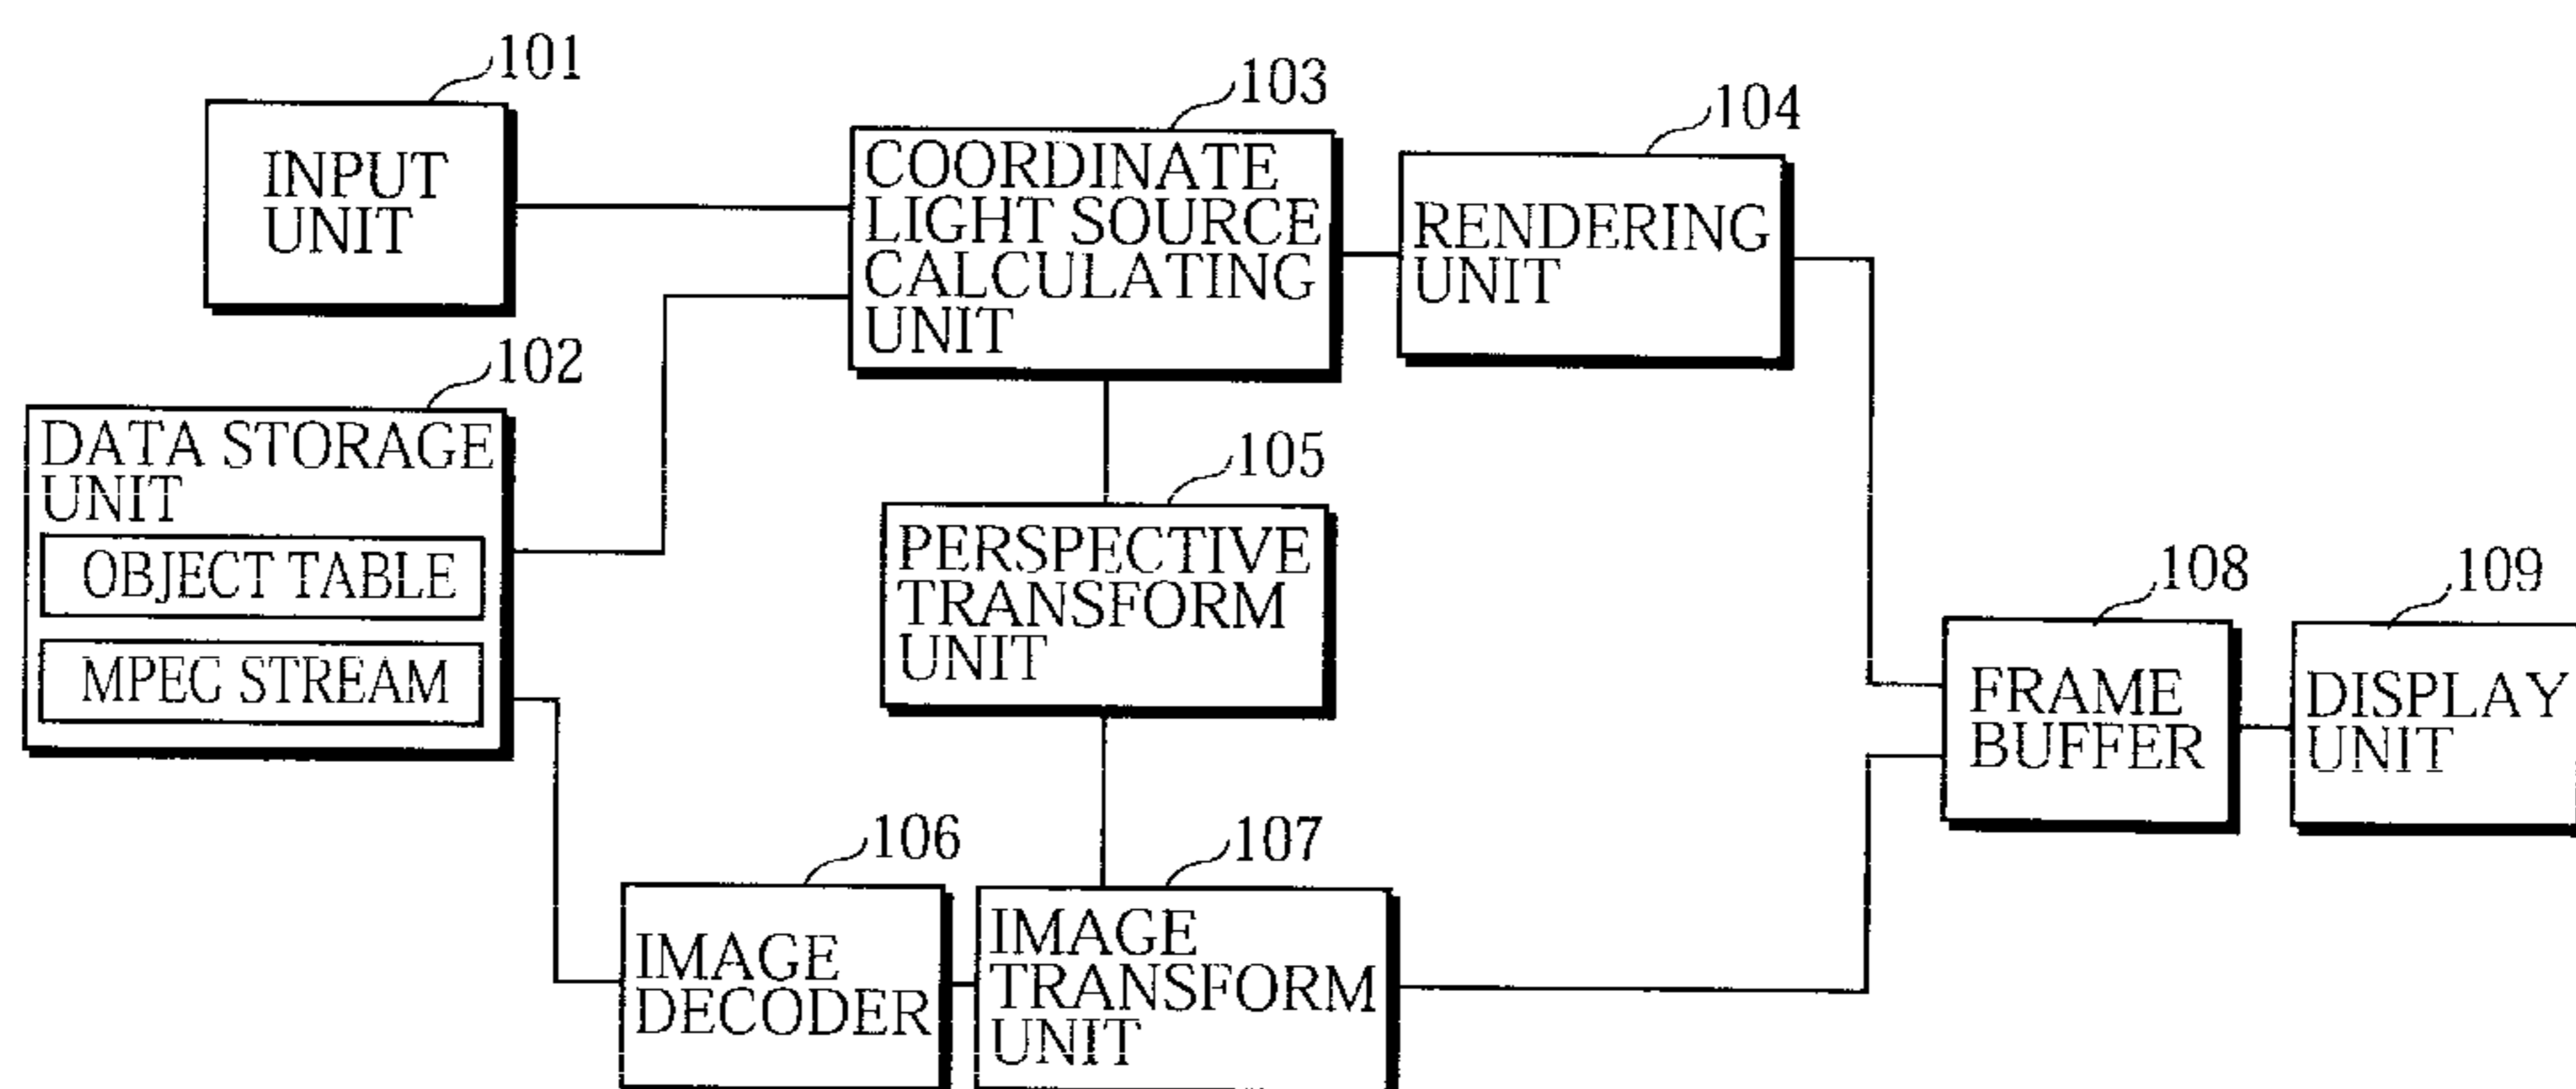 101
INPUT
UNIT
102
DATA STORAGE
UNIT
OBJECT TABLE
MPEG STREAM
103
COORDINATE
LIGHT SOURCE
CALCULATING
UNIT
104
RENDERING
UNIT
105
PERSPECTIVE
TRANSFORM
UNIT
106
IMAGE
DECODER
107
IMAGE
TRANSFORM
UNIT
108
FRAME
BUFFER
109
DISPLAY
UNIT